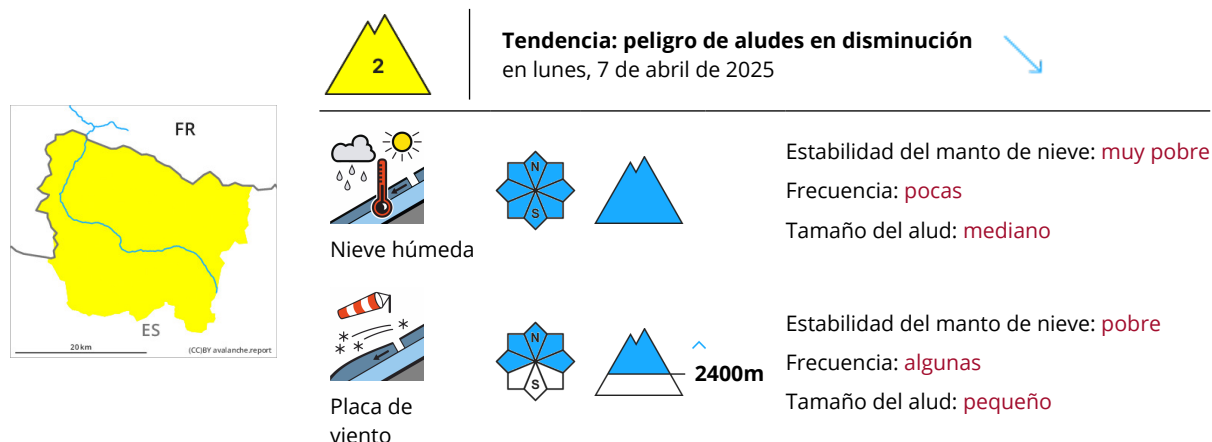 2
Tendencia: peligro de aludes en disminución
en lunes, 7 de abril de 2025
FR
ES
20 km
(CC)BY avalanche.report
N
S
Nieve húmeda
Estabilidad del manto de nieve: muy pobre
Frecuencia: pocas
Tamaño del alud: mediano
N
S
2400m
Placa de
viento
Estabilidad del manto de nieve: pobre
Frecuencia: algunas
Tamaño del alud: pequeño